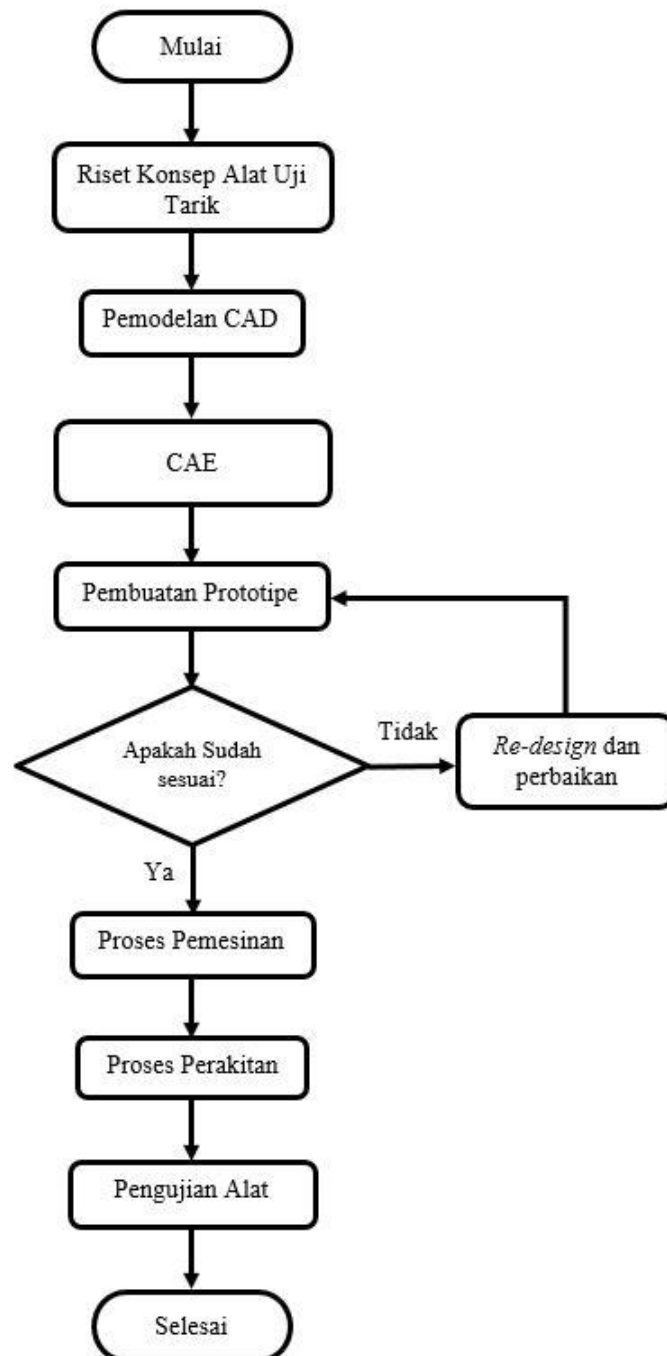 Mulai
Riset Konsep Alat Uji
Tarik
Pemodelan CAD
CAE
Pembuatan Prototipe
Apakah Sudah
sesuai?
Tidak
Re-design dan
perbaikan
Ya
Proses Pemesinan
Proses Perakitan
Pengujian Alat
Selesai